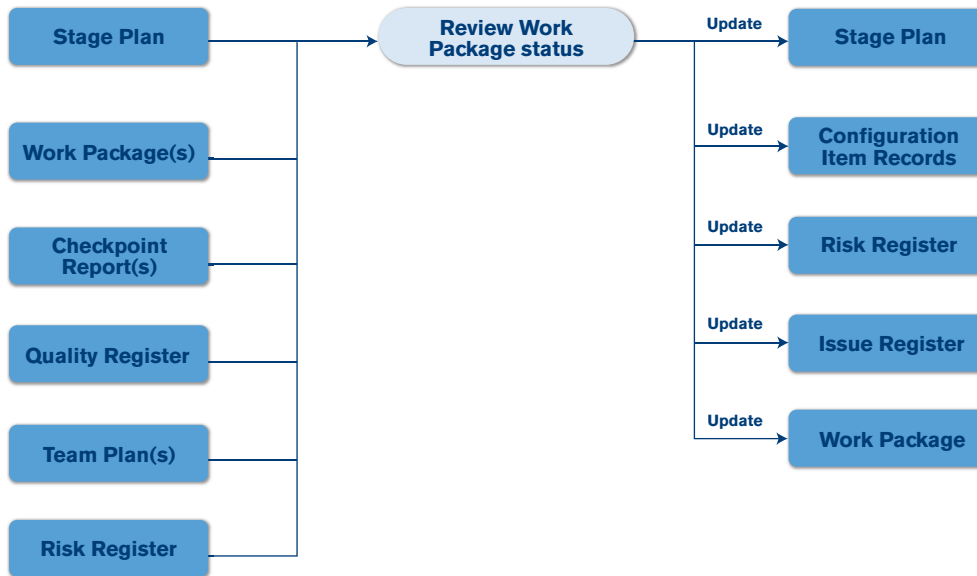 Stage Plan
Work Package(s)
Checkpoint
Report(s)
Quality Register
Team Plan(s)
Risk Register
Review Work
Package status
Update
Stage Plan
Update
Configuration
Item Records
Update
Risk Register
Update
Issue Register
Update
Work Package